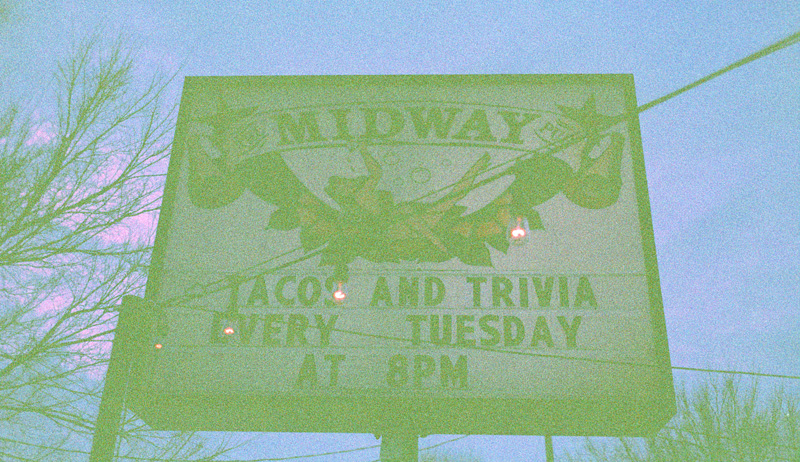 MIDWAY
TACOS AND TRIVIA
EVERY TUESDAY
AT 8PM